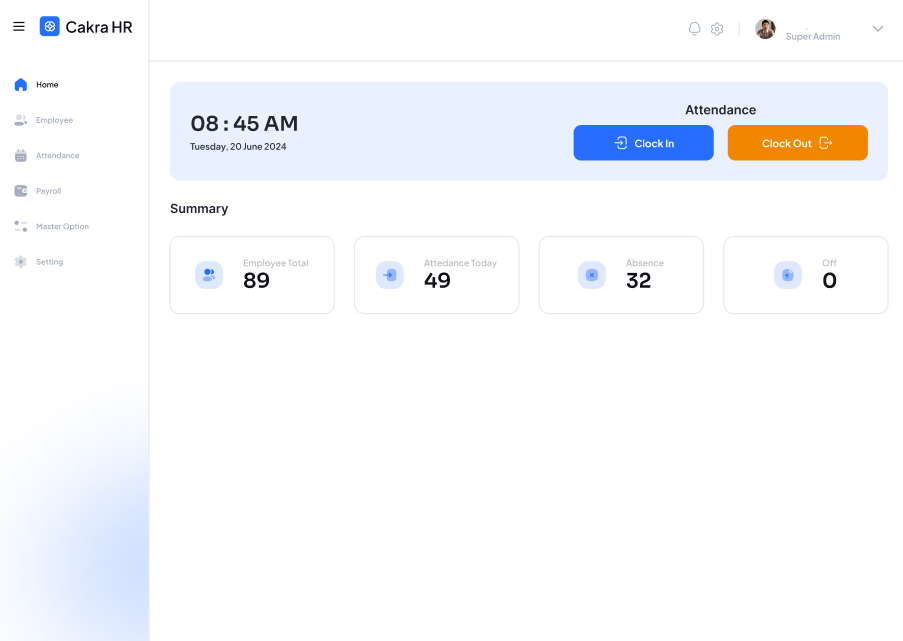 Cakra HR
Super Admin
Home
Employee
Attendance
Payroll
Master Option
Setting
08 : 45 AM
Tuesday, 20 June 2024
Attendance
Clock In
Clock Out
Summary
Employee Total
89
Attedance Today
49
Absence
32
Off
0